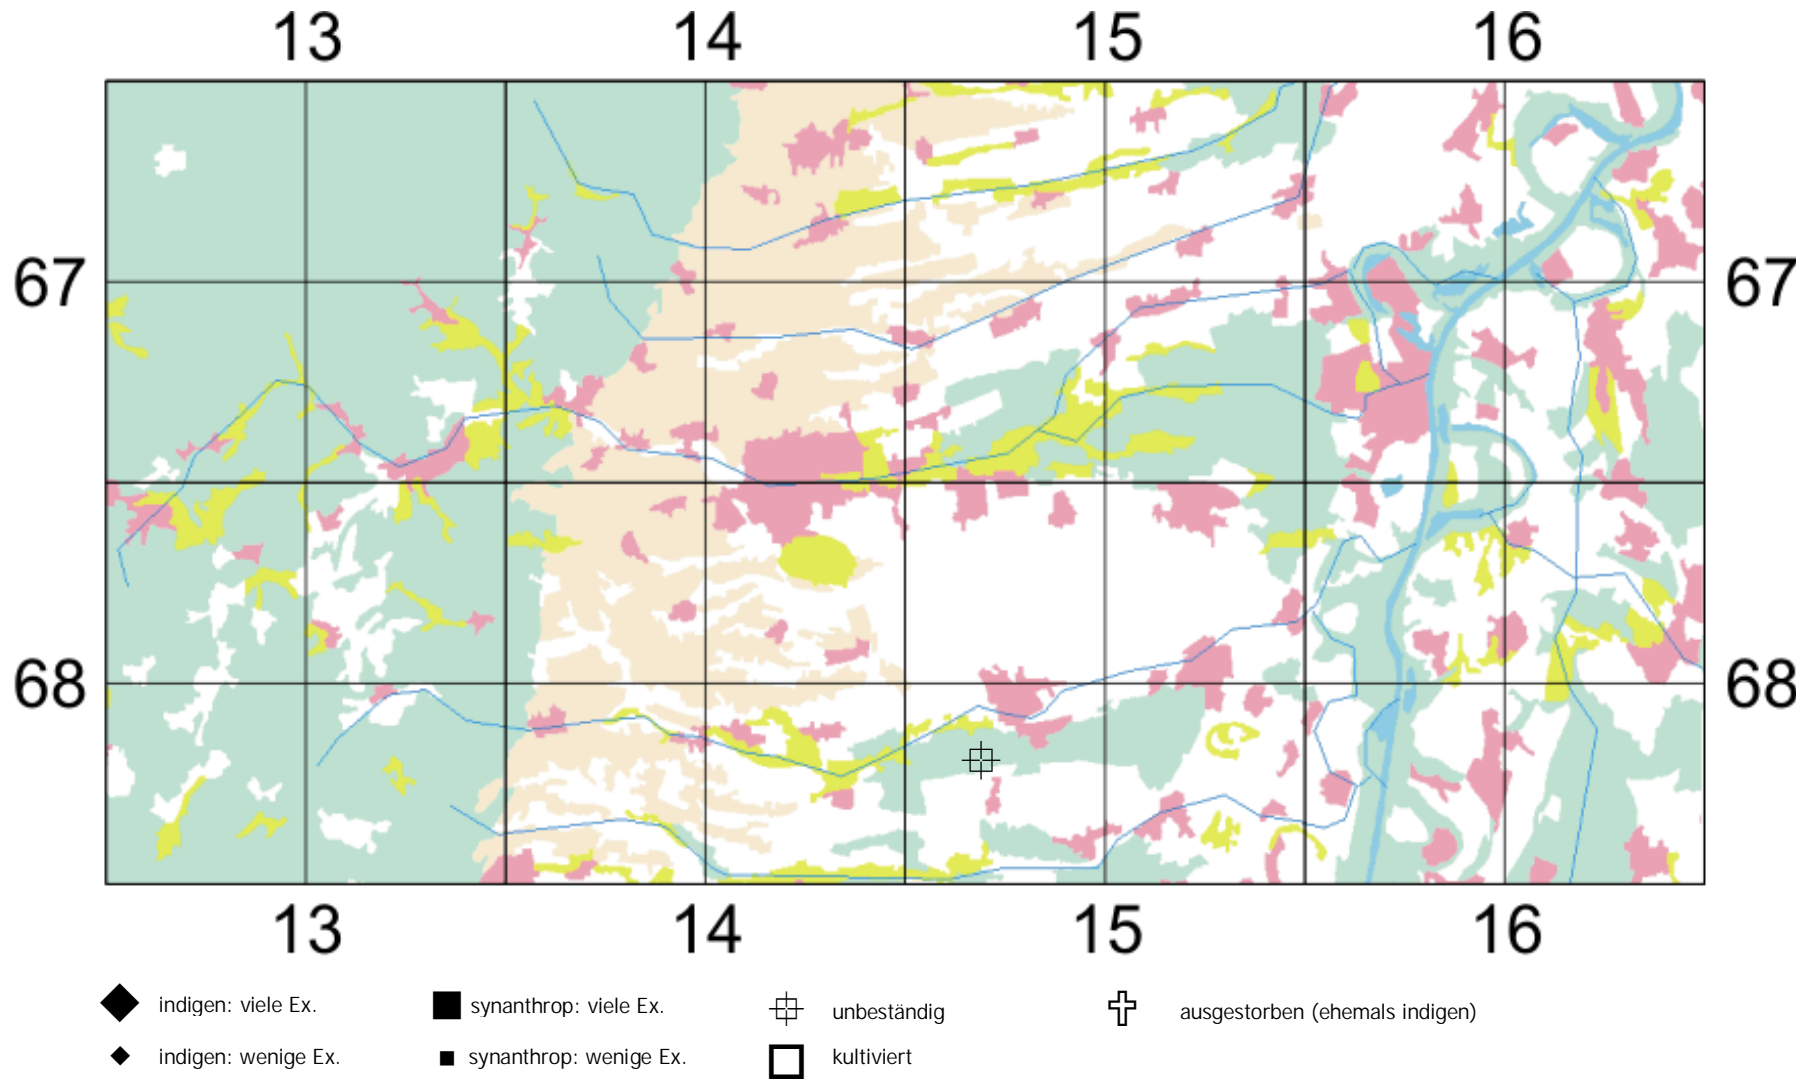 13 14 15 16
67 67
68 68
13 14 15 16
indigen: viele Ex. synanthrop: viele Ex. unbeständig ausgestorben (ehemals indigen)
indigen: wenige Ex. synanthrop: wenige Ex. kultiviert